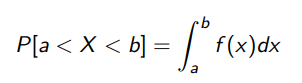 P[a < X < b] = ∫_a^b f(x)dx